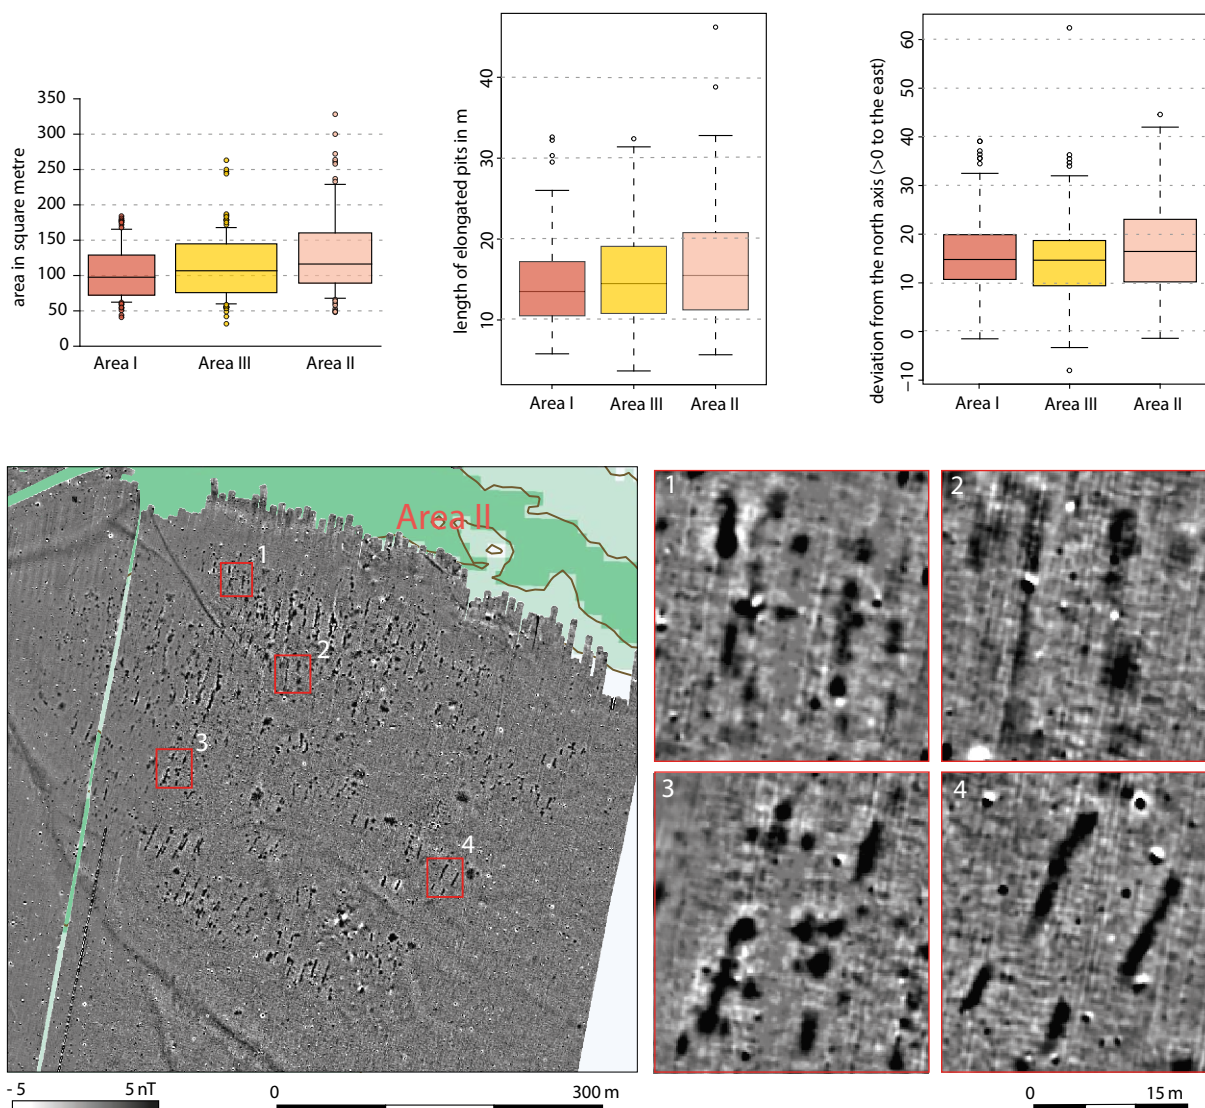 area in square metre
350
300
250
200
150
100
50
0
Area I
Area III
Area II
length of elongated pits in m
40
30
20
10
Area I
Area III
Area II
deviation from the north axis (>0 to the east)
60
50
40
30
20
10
0
−10
Area I
Area III
Area II
Area II
1
2
3
4
1
2
3
4
- 5
5 nT
0
300 m
0
15 m